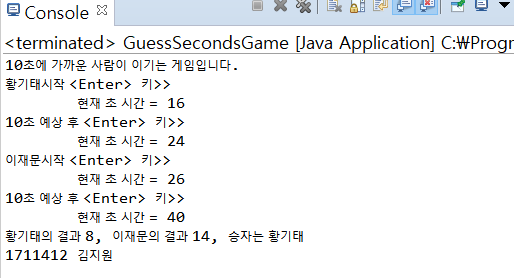 Console
<terminated> GuessSecondsGame [Java Application] C:₩Progr
10초에 가까운 사람이 이기는 게임입니다.
황기태시작 <Enter> 키>>
현재 초 시간 = 16
10초 예상 후 <Enter> 키>>
현재 초 시간 = 24
이재문시작 <Enter> 키>>
현재 초 시간 = 26
10초 예상 후 <Enter> 키>>
현재 초 시간 = 40
황기태의 결과 8, 이재문의 결과 14, 승자는 황기태
1711412 김지원